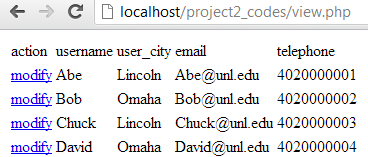 localhost/project2_codes/view.php
action username user_city email telephone
modify Abe Lincoln Abe@unl.edu 4020000001
modify Bob Omaha Bob@unl.edu 4020000002
modify Chuck Lincoln Chuck@unl.edu 4020000003
modify David Omaha David@unl.edu 4020000004